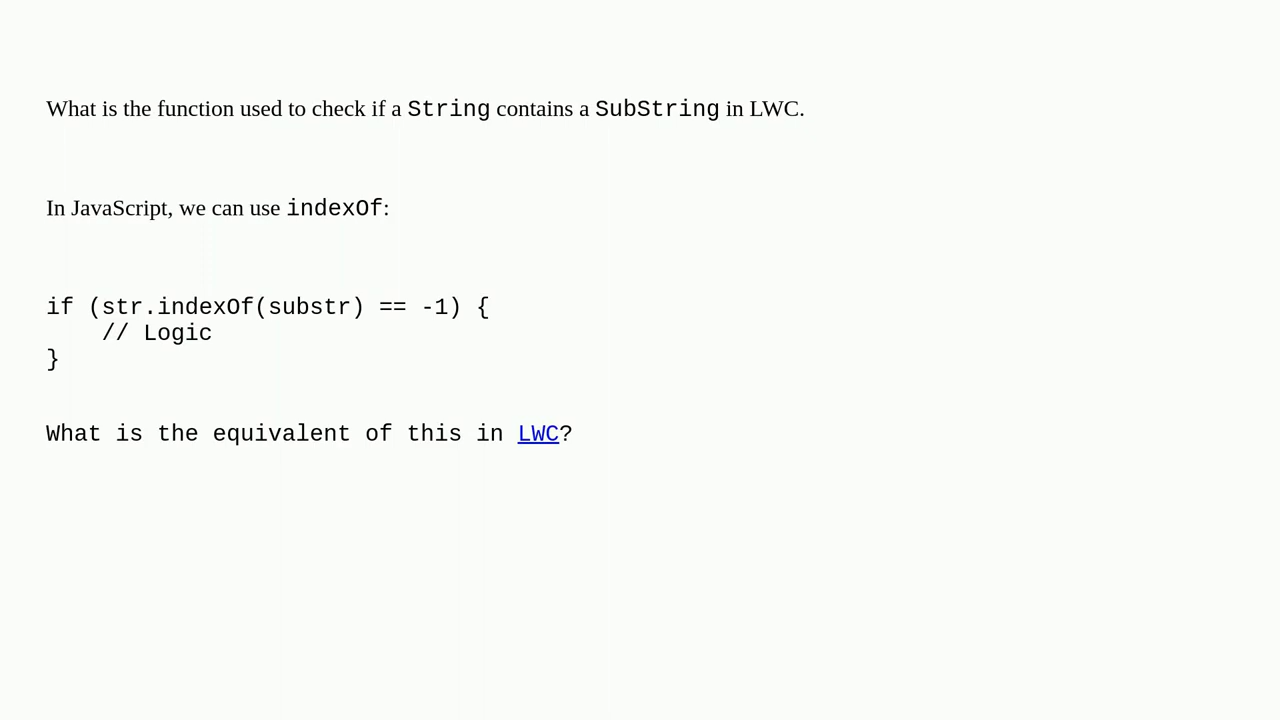 What is the function used to check if a String contains a SubString in LWC.
In JavaScript, we can use indexOf:
if (str.indexOf(substr) == -1) {
    // Logic
}
What is the equivalent of this in LWC?